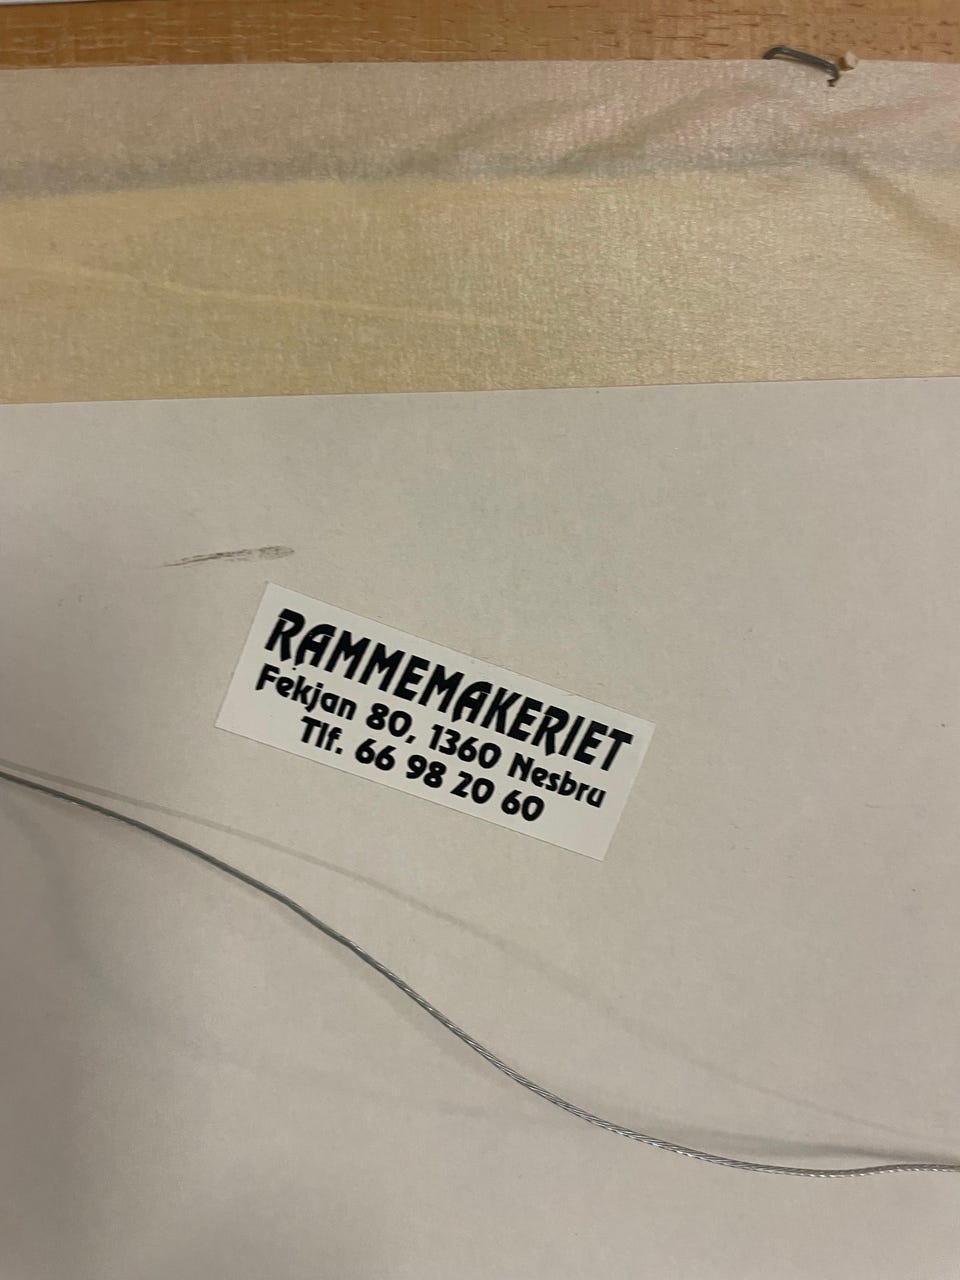 RAMMEMAKERIET
Fekjan 80, 1360 Nesbru
Tlf. 66 98 20 60